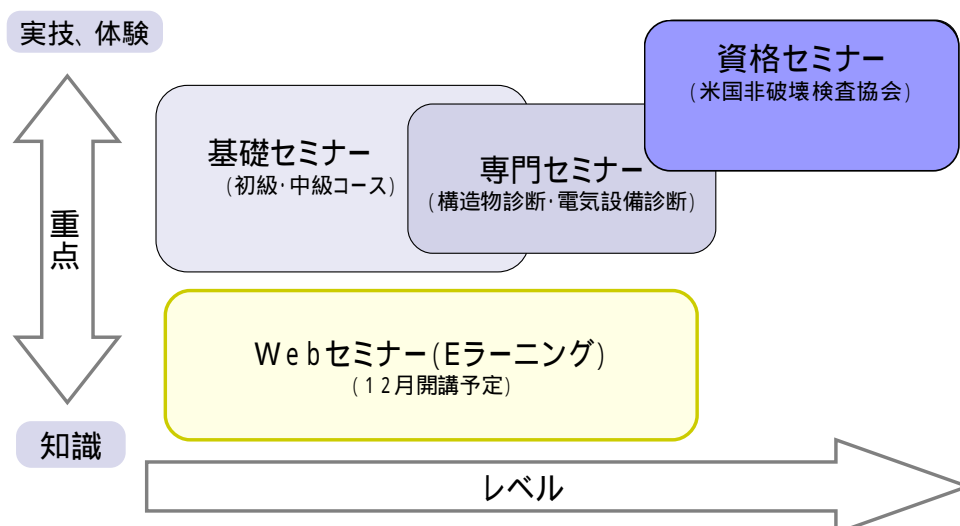 実技、体験
資格セミナー
(米国非破壊検査協会)
基礎セミナー
(初級・中級コース)
専門セミナー
(構造物診断・電気設備診断)
重点
Webセミナー(Eラーニング)
(12月開講予定)
知識
レベル